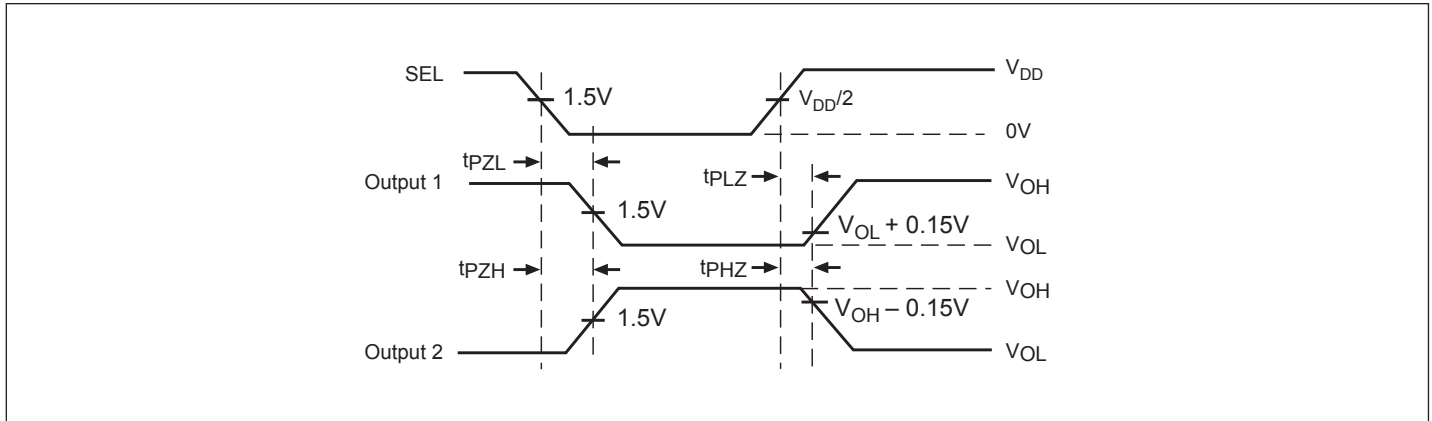 SEL
1.5V
V_DD/2
V_DD
0V
tPZL
tPLZ
Output 1
1.5V
V_OH
V_OL + 0.15V
V_OL
tPZH
tPHZ
V_OH
1.5V
V_OH – 0.15V
Output 2
V_OL